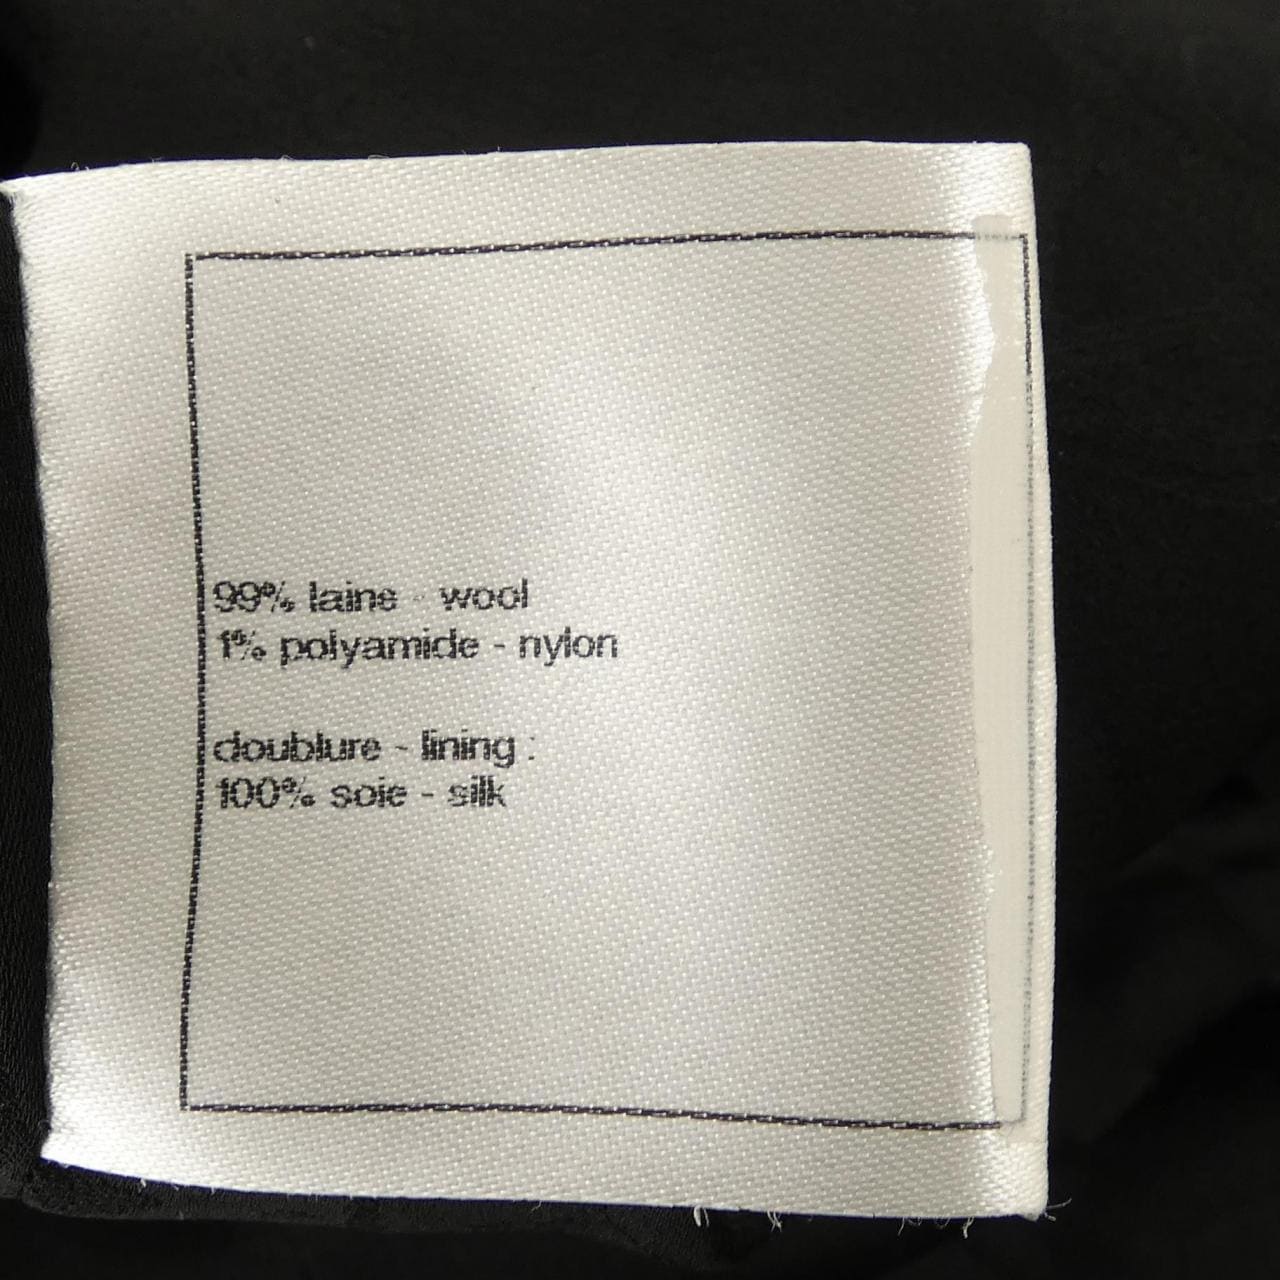 99% laine - wool
1% polyamide - nylon
doublure - lining :
100% soie - silk